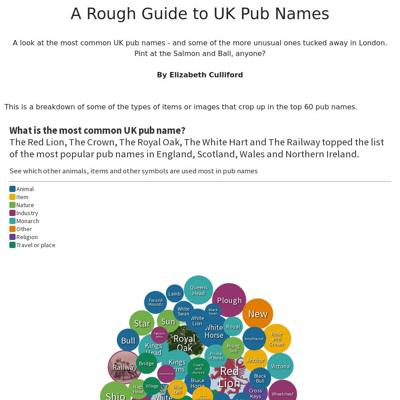 A Rough Guide to UK Pub Names
A look at the most common UK pub names - and some of the more unusual ones tucked away in London.
Pint at the Salmon and Ball, anyone?
By Elizabeth Culliford
This is a breakdown of some of the types of items or images that crop up in the top 60 pub names.
What is the most common UK pub name?
The Red Lion, The Crown, The Royal Oak, The White Hart and The Railway topped the list
of the most popular pub names in England, Scotland, Wales and Northern Ireland.
See which other animals, items and other symbols are used most in pub names
Animal
Item
Nature
Industry
Monarch
Other
Religion
Travel or place
Queens
Head
Lamb
Plough
White
Swan
New
Star
Sun
White
Lion
White
Horse
Royal
Bull
Royal
Oak
Kings
Head
Railway
Bridge
Kings
Anchor
Victoria
Red
Lion
Black
Bull
Village
Black
Horse
Cross
Keys
Wheatsheaf
Ship
White